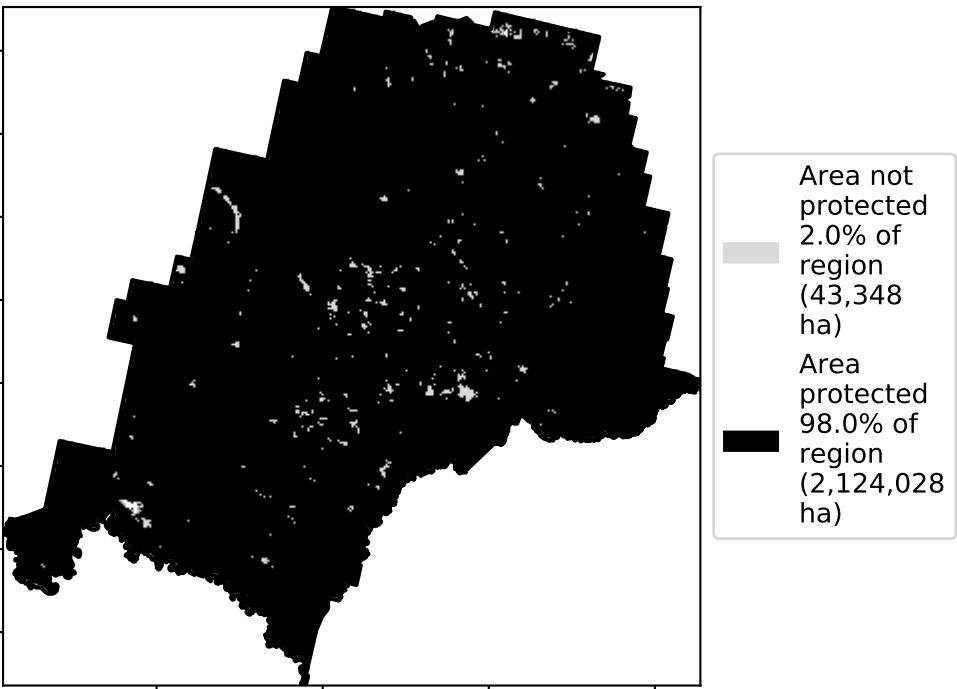 Area not
protected
2.0% of
region
(43,348
ha)
Area
protected
98.0% of
region
(2,124,028
ha)